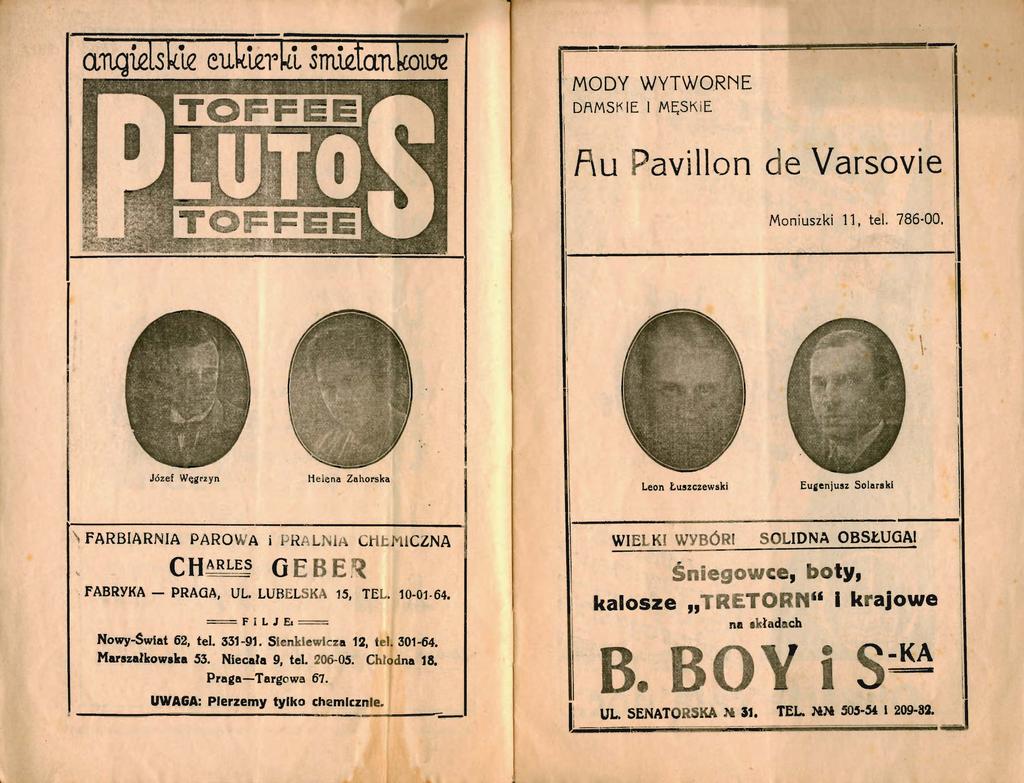 angielskie cukierki śmietankowe
TOFFEE
PLUTOS
TOFFEE
Józef Węgrzyn
Helena Zahorska
FARBIARNIA PAROWA i PRALNIA CHEMICZNA
CHARLES GEBER
FABRYKA — PRAGA, UL. LUBELSKA 15, TEL. 10-01-64.
FILJE:
Nowy-Świat 62, tel. 331-91. Sienkiewicza 12, tel. 301-64.
Marszałkowska 53. Niecała 9, tel. 206-05. Chłodna 18.
Praga—Targowa 67.
UWAGA: Pierzemy tylko chemicznie.
MODY WYTWORNE
DAMSKIE I MĘSKIE
Au Pavillon de Varsovie
Moniuszki 11, tel. 786-00.
Leon Łuszczewski
Eugenjusz Solarski
WIELKI WYBÓR! SOLIDNA OBSŁUGA!
Śniegowce, boty,
kalosze „TRETORN“ i krajowe
na składach
B. BOY i S-KA
UL. SENATORSKA № 31. TEL. №№ 505-54 i 209-32.